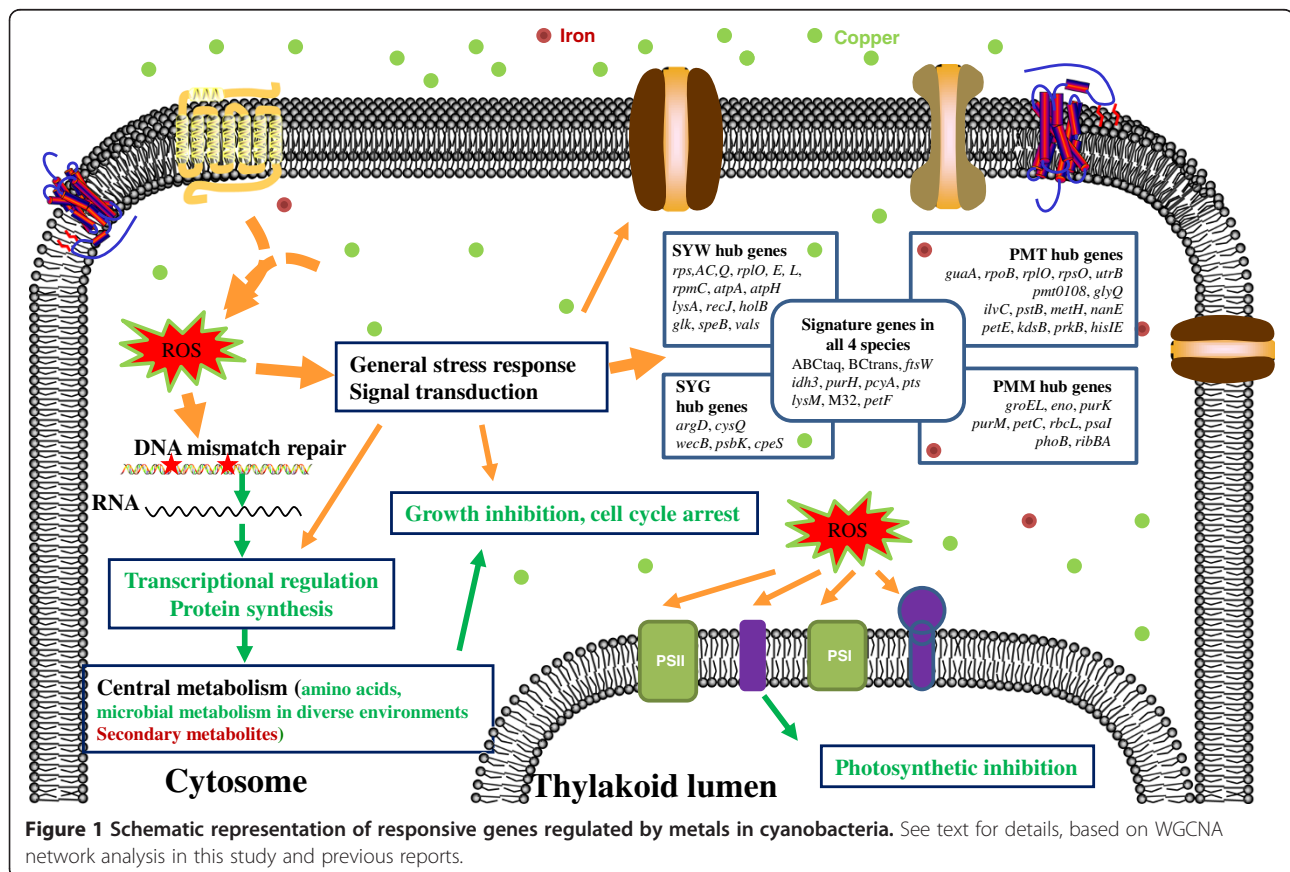 Iron
Copper
SYW hub genes
rps,AC,Q, rplO, E, L,
rpmC, atpA, atpH
lysA, recJ, holB
glk, speB, vals
PMT hub genes
guaA, rpoB, rplO, rpsO, utrB
pmt0108, glyQ
ilvC, pstB, metH, nanE
petE, kdsB, prkB, hisIE
Signature genes in
all 4 species
ABCtaq, BCtrans, ftsW
idh3, purH, pcyA, pts
lysM, M32, petF
SYG
hub genes
argD, cysQ
wecB, psbK, cpeS
PMM hub genes
groEL, eno, purK
purM, petC, rbcL, psaI
phoB, ribBA
ROS
General stress response
Signal transduction
DNA mismatch repair
RNA
Growth inhibition, cell cycle arrest
Transcriptional regulation
Protein synthesis
Central metabolism (amino acids,
microbial metabolism in diverse environments
Secondary metabolites)
Cytosome
ROS
PSII
PSI
Photosynthetic inhibition
Thylakoid lumen
Figure 1 Schematic representation of responsive genes regulated by metals in cyanobacteria. See text for details, based on WGCNA
network analysis in this study and previous reports.